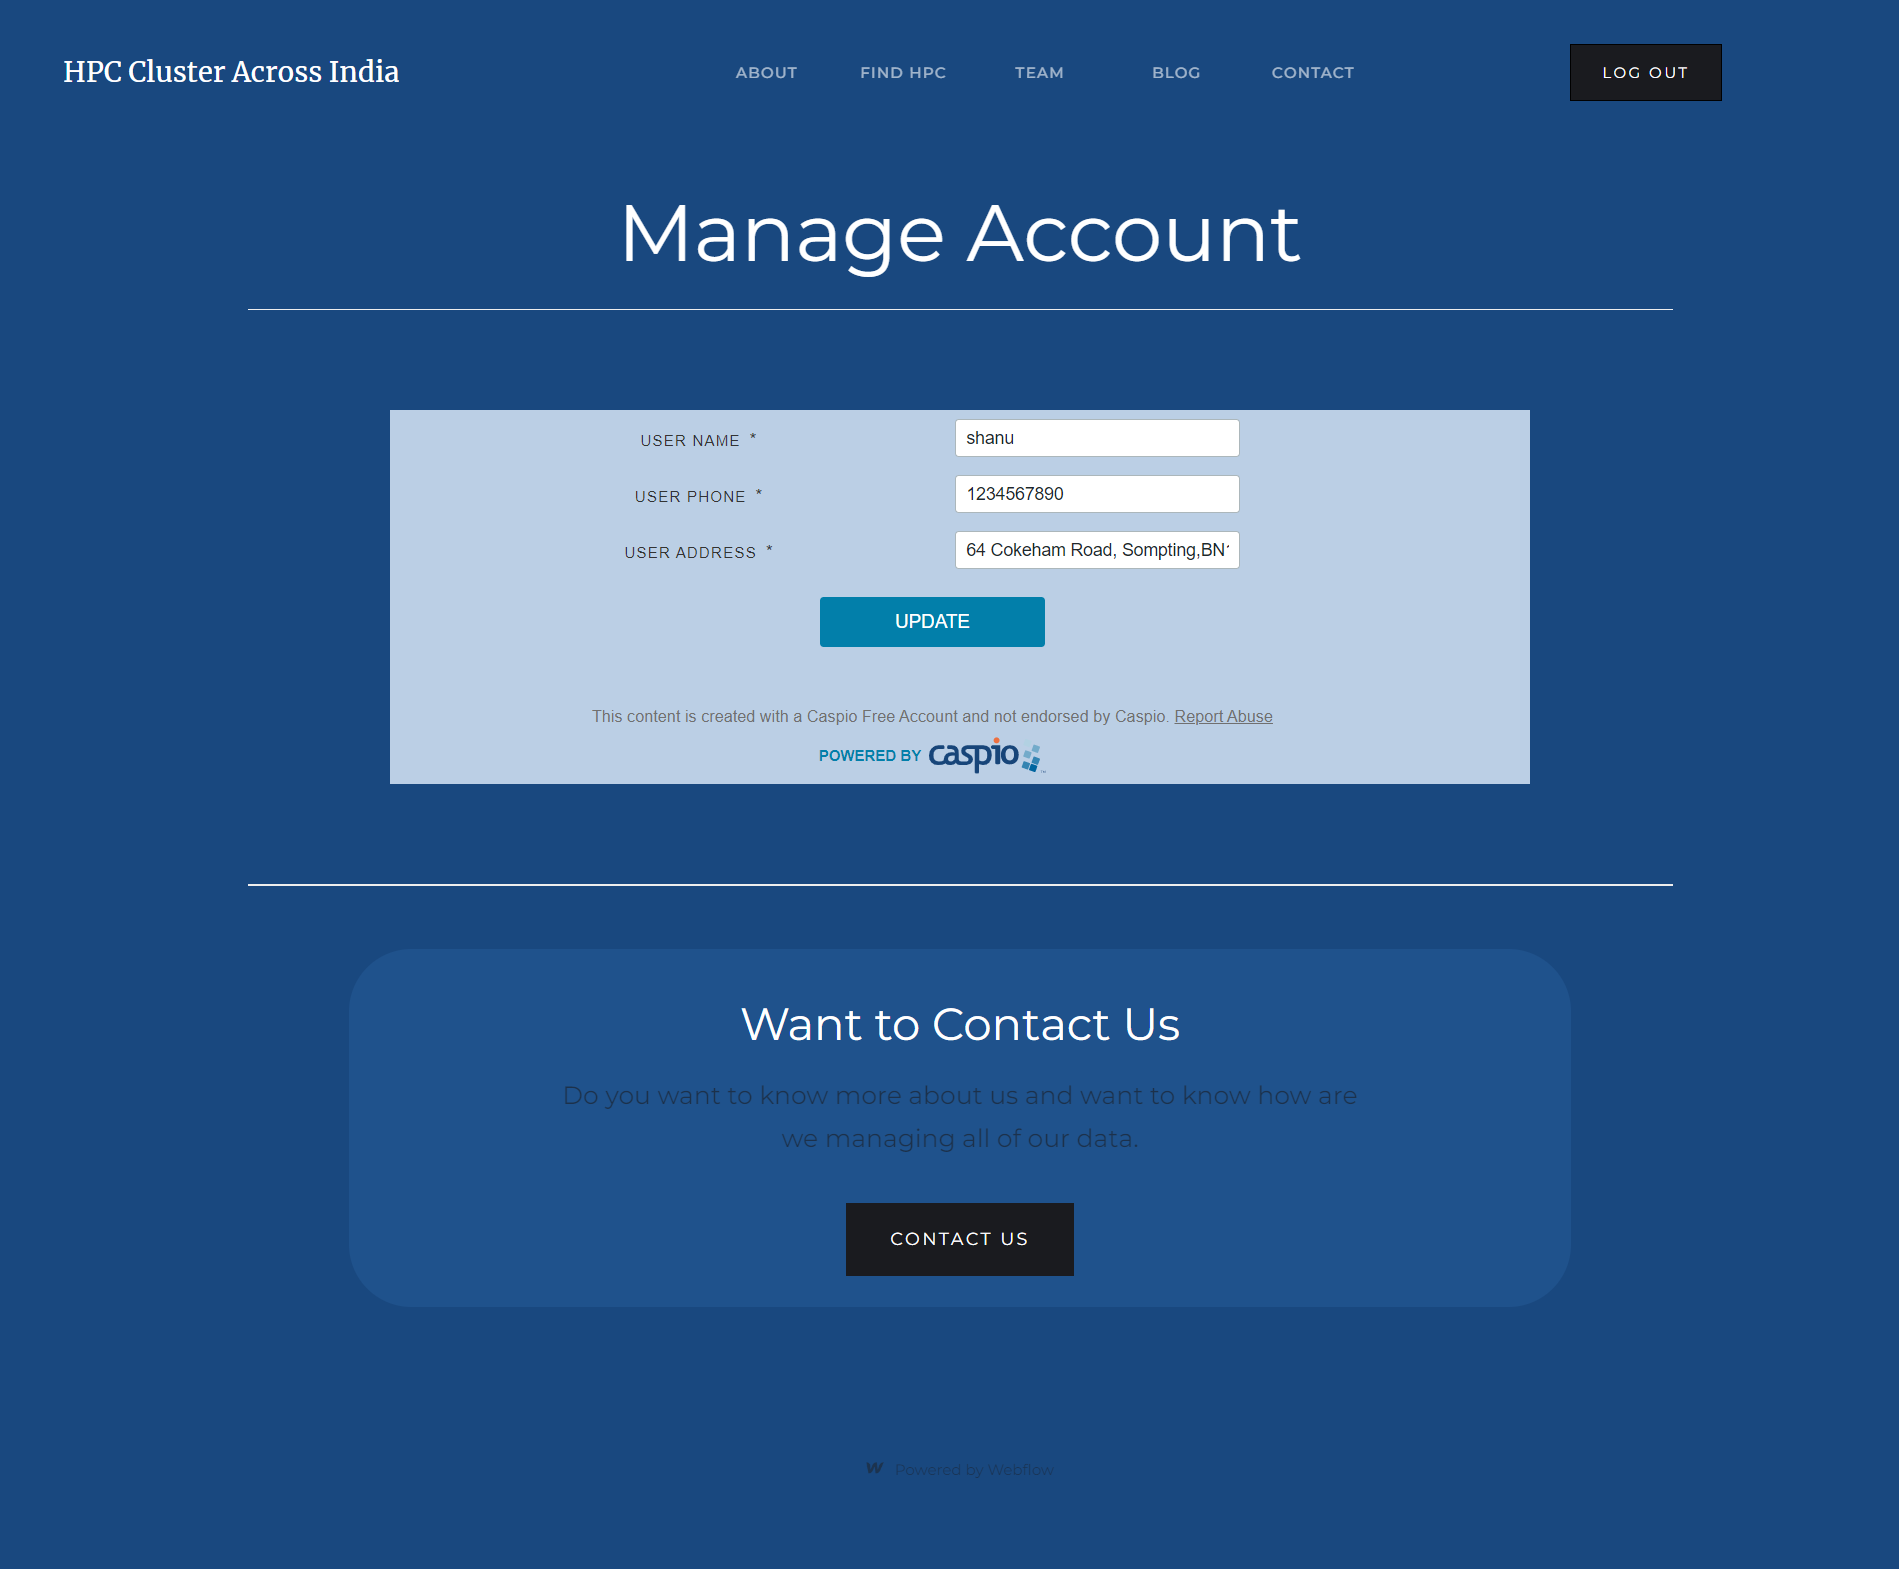 HPC Cluster Across India
ABOUT
FIND HPC
TEAM
BLOG
CONTACT
LOG OUT
Manage Account
USER NAME *
shanu
USER PHONE *
1234567890
USER ADDRESS *
64 Cokeham Road, Sompting,BN
UPDATE
This content is created with a Caspio Free Account and not endorsed by Caspio. Report Abuse
POWERED BY caspio
Want to Contact Us
Do you want to know more about us and want to know how are
we managing all of our data.
CONTACT US
Powered by Webflow